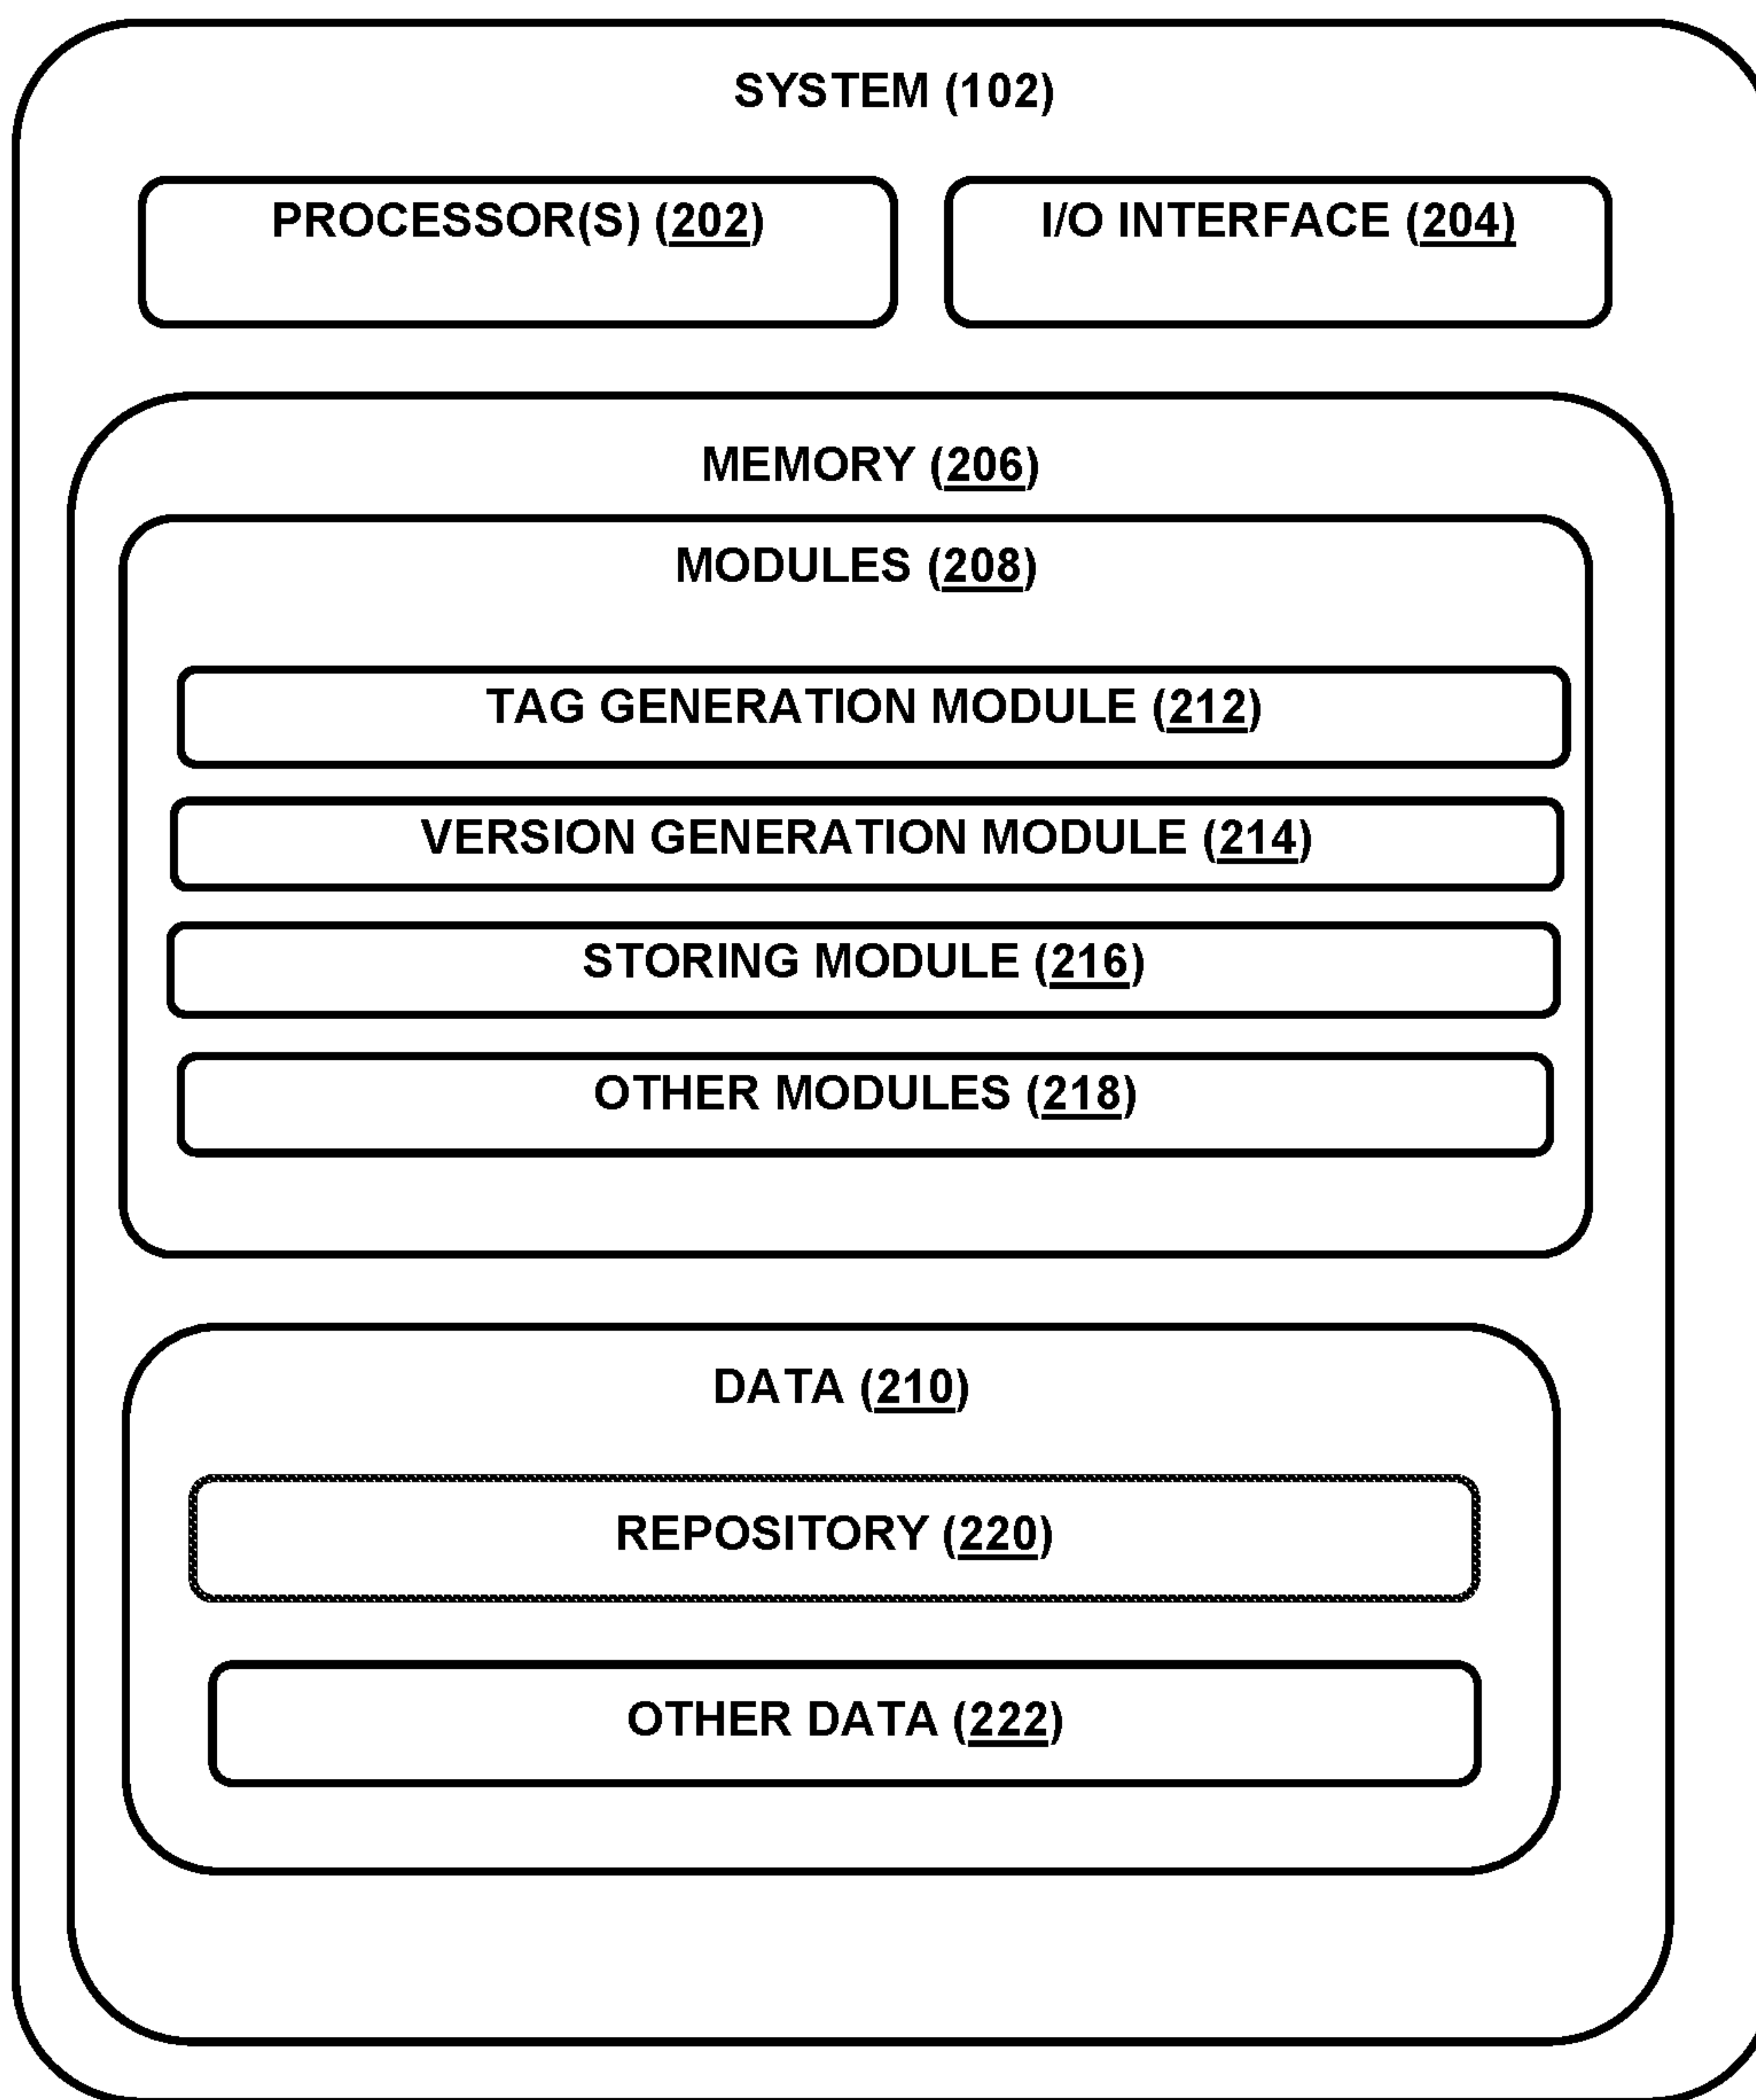 SYSTEM (102)
PROCESSOR(S) (202)
I/O INTERFACE (204)
MEMORY (206)
MODULES (208)
TAG GENERATION MODULE (212)
VERSION GENERATION MODULE (214)
STORING MODULE (216)
OTHER MODULES (218)
DATA (210)
REPOSITORY (220)
OTHER DATA (222)